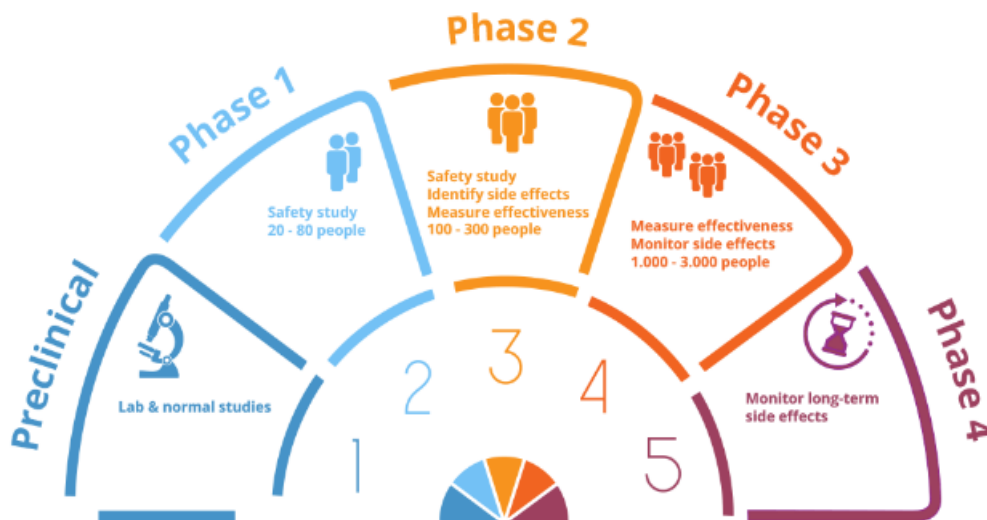 Preclinical
Lab & normal studies
1
Phase 1
Safety study
20 - 80 people
2
Phase 2
Safety study
Identify side effects
Measure effectiveness
100 - 300 people
3
Phase 3
Measure effectiveness
Monitor side effects
1.000 - 3.000 people
4
Phase 4
Monitor long-term
side effects
5